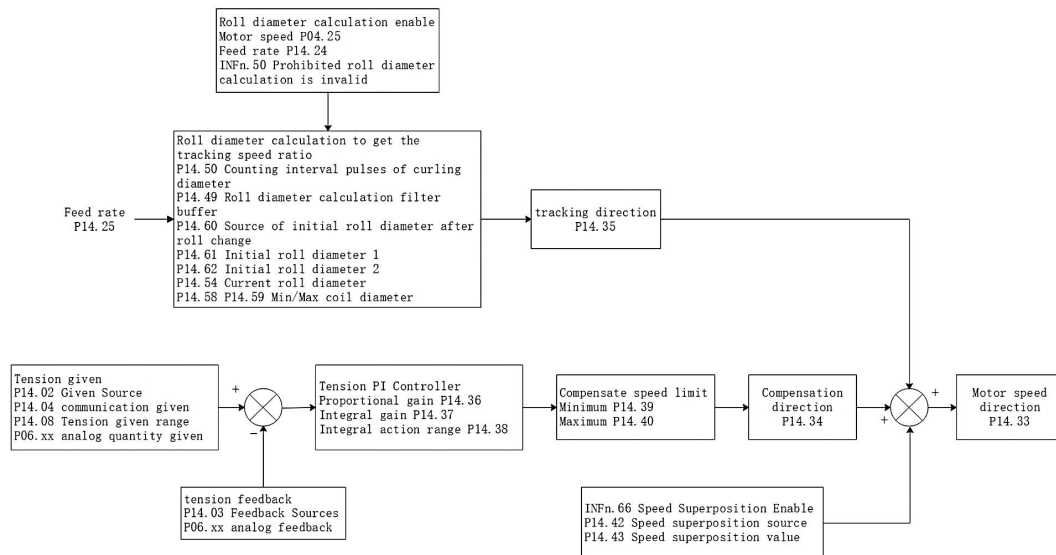 Roll diameter calculation enable
Motor speed P04.25
Feed rate P14.24
INFn.50 Prohibited roll diameter
calculation is invalid
Roll diameter calculation to get the
tracking speed ratio
P14.50 Counting interval pulses of curling
diameter
P14.49 Roll diameter calculation filter
buffer
P14.60 Source of initial roll diameter after
roll change
P14.61 Initial roll diameter 1
P14.62 Initial roll diameter 2
P14.54 Current roll diameter
P14.58 P14.59 Min/Max coil diameter
Feed rate
P14.25
tracking direction
P14.35
Tension given
P14.02 Given Source
P14.04 communication given
P14.08 Tension given range
P06.xx analog quantity given
+
−
Tension PI Controller
Proportional gain P14.36
Integral gain P14.37
Integral action range P14.38
Compensate speed limit
Minimum P14.39
Maximum P14.40
Compensation
direction
P14.34
+
+
Motor speed
direction
P14.33
tension feedback
P14.03 Feedback Sources
P06.xx analog feedback
INFn.66 Speed Superposition Enable
P14.42 Speed superposition source
P14.43 Speed superposition value